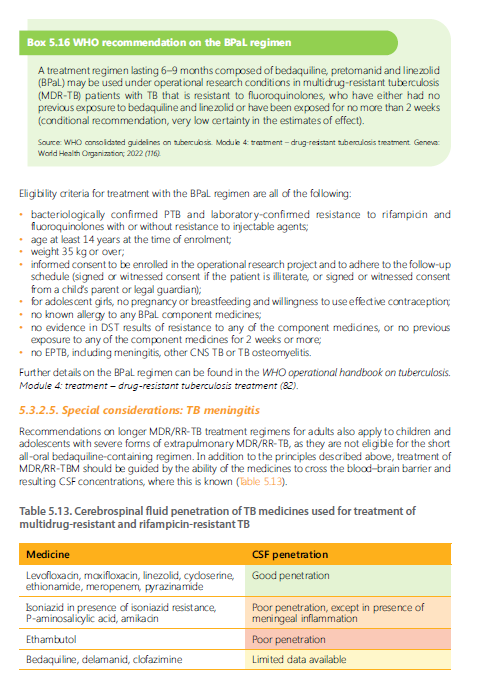 Box 5.16 WHO recommendation on the BPaL regimen
A treatment regimen lasting 6–9 months composed of bedaquiline, pretomanid and linezolid
(BPaL) may be used under operational research conditions in multidrug-resistant tuberculosis
(MDR-TB) patients with TB that is resistant to fluoroquinolones, who have either had no
previous exposure to bedaquiline and linezolid or have been exposed for no more than 2 weeks
(conditional recommendation, very low certainty in the estimates of effect).
Source: WHO consolidated guidelines on tuberculosis. Module 4: treatment – drug-resistant tuberculosis treatment. Geneva:
World Health Organization; 2022 (116).
Eligibility criteria for treatment with the BPaL regimen are all of the following:
• bacteriologically confirmed PTB and laboratory-confirmed resistance to rifampicin and
fluoroquinolones with or without resistance to injectable agents;
• age at least 14 years at the time of enrolment;
• weight 35 kg or over;
• informed consent to be enrolled in the operational research project and to adhere to the follow-up
schedule (signed or witnessed consent if the patient is illiterate, or signed or witnessed consent
from a child's parent or legal guardian);
• for adolescent girls, no pregnancy or breastfeeding and willingness to use effective contraception;
• no known allergy to any BPaL component medicines;
• no evidence in DST results of resistance to any of the component medicines, or no previous
exposure to any of the component medicines for 2 weeks or more;
• no EPTB, including meningitis, other CNS TB or TB osteomyelitis.
Further details on the BPaL regimen can be found in the WHO operational handbook on tuberculosis.
Module 4: treatment – drug-resistant tuberculosis treatment (82).
5.3.2.5. Special considerations: TB meningitis
Recommendations on longer MDR/RR-TB treatment regimens for adults also apply to children and
adolescents with severe forms of extrapulmonary MDR/RR-TB, as they are not eligible for the short
all-oral bedaquiline-containing regimen. In addition to the principles described above, treatment of
MDR/RR-TBM should be guided by the ability of the medicines to cross the blood–brain barrier and
resulting CSF concentrations, where this is known (Table 5.13).
Table 5.13. Cerebrospinal fluid penetration of TB medicines used for treatment of
multidrug-resistant and rifampicin-resistant TB
Medicine CSF penetration
Levofloxacin, moxifloxacin, linezolid, cycloserine, Good penetration
ethionamide, meropenem, pyrazinamide
Isoniazid in presence of isoniazid resistance, Poor penetration, except in presence of
P-aminosalicylic acid, amikacin meningeal inflammation
Ethambutol Poor penetration
Bedaquiline, delamanid, clofazimine Limited data available